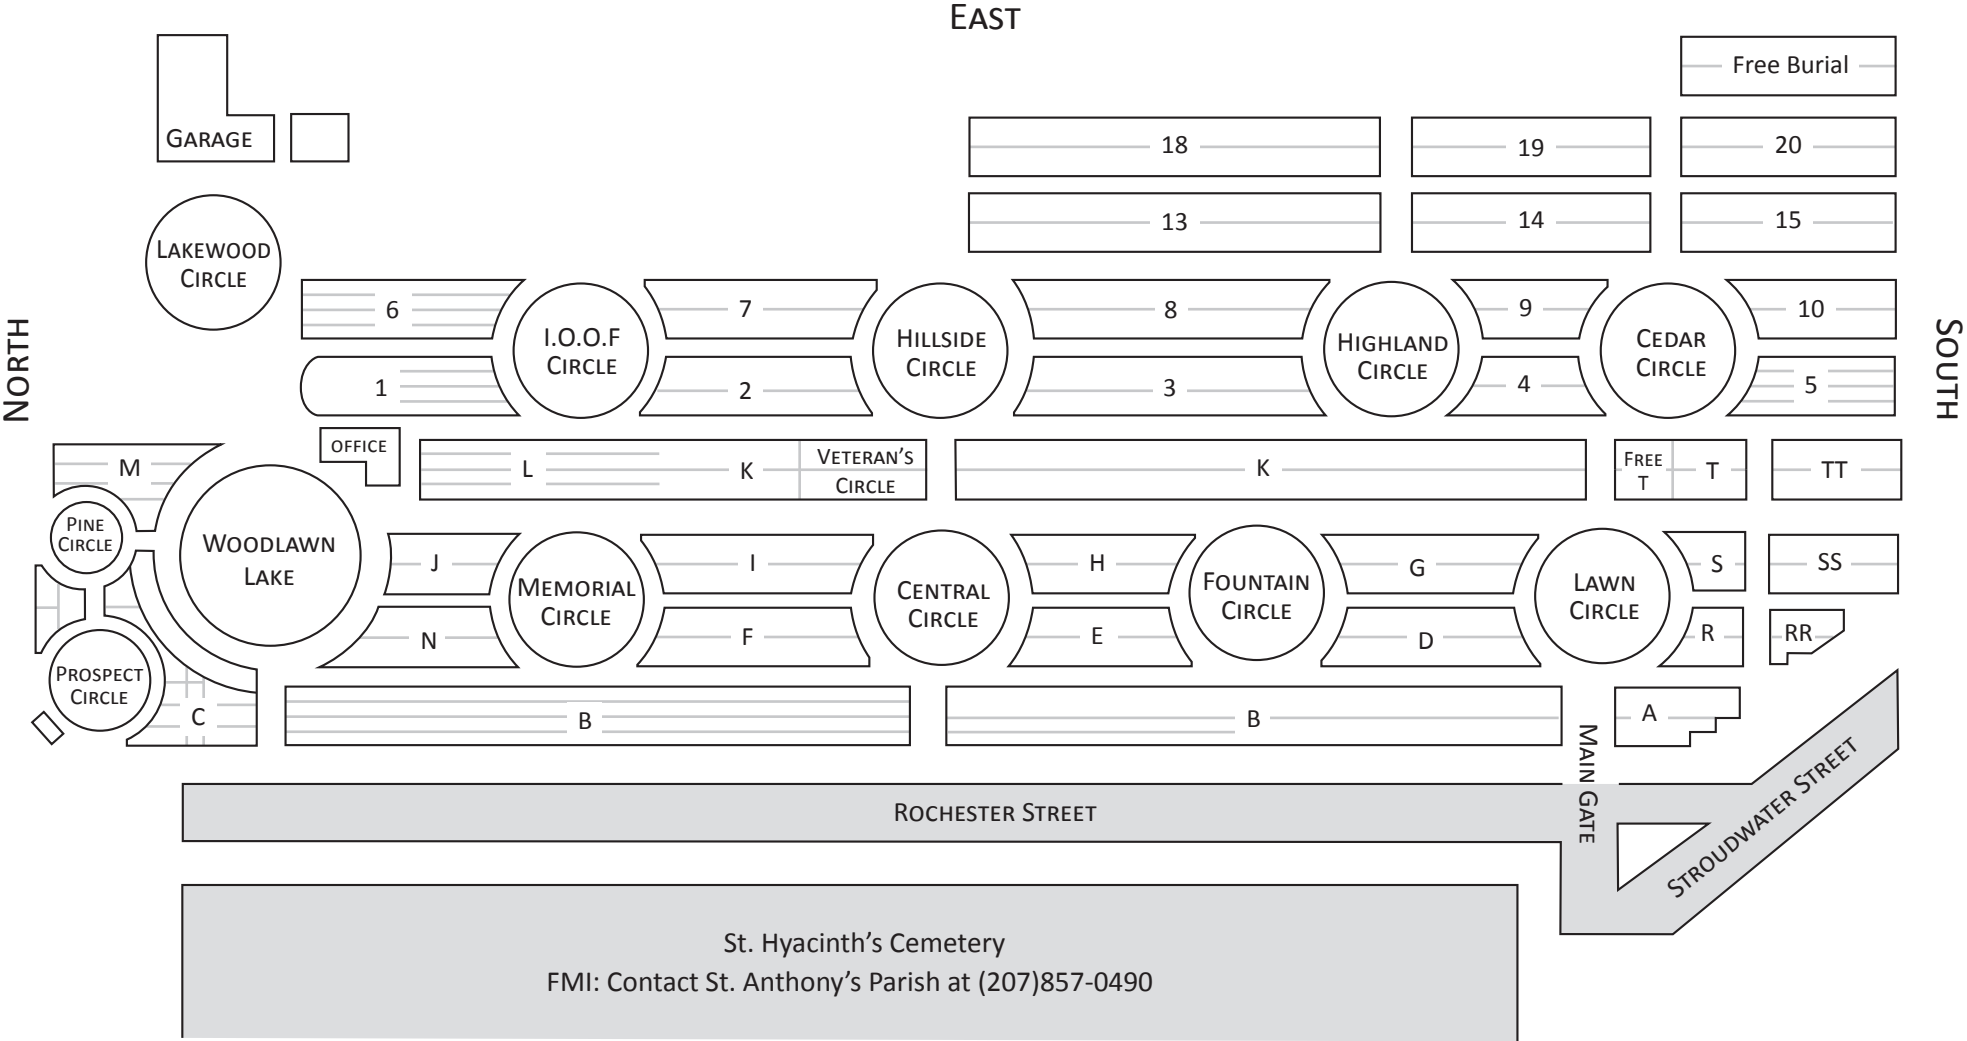 EAST
Free Burial
GARAGE
18
19
20
13
14
15
LAKEWOOD
CIRCLE
NORTH
SOUTH
6
I.O.O.F
CIRCLE
7
HILLSIDE
CIRCLE
8
HIGHLAND
CIRCLE
9
CEDAR
CIRCLE
10
1
2
3
4
5
M
OFFICE
L
K
VETERAN'S
CIRCLE
K
FREE
T
T
TT
PINE
CIRCLE
WOODLAWN
LAKE
J
MEMORIAL
CIRCLE
I
CENTRAL
CIRCLE
H
FOUNTAIN
CIRCLE
G
LAWN
CIRCLE
S
SS
N
F
E
D
R
RR
PROSPECT
CIRCLE
C
B
B
A
MAIN GATE
ROCHESTER STREET
STROUDWATER STREET
St. Hyacinth's Cemetery
FMI: Contact St. Anthony's Parish at (207)857-0490